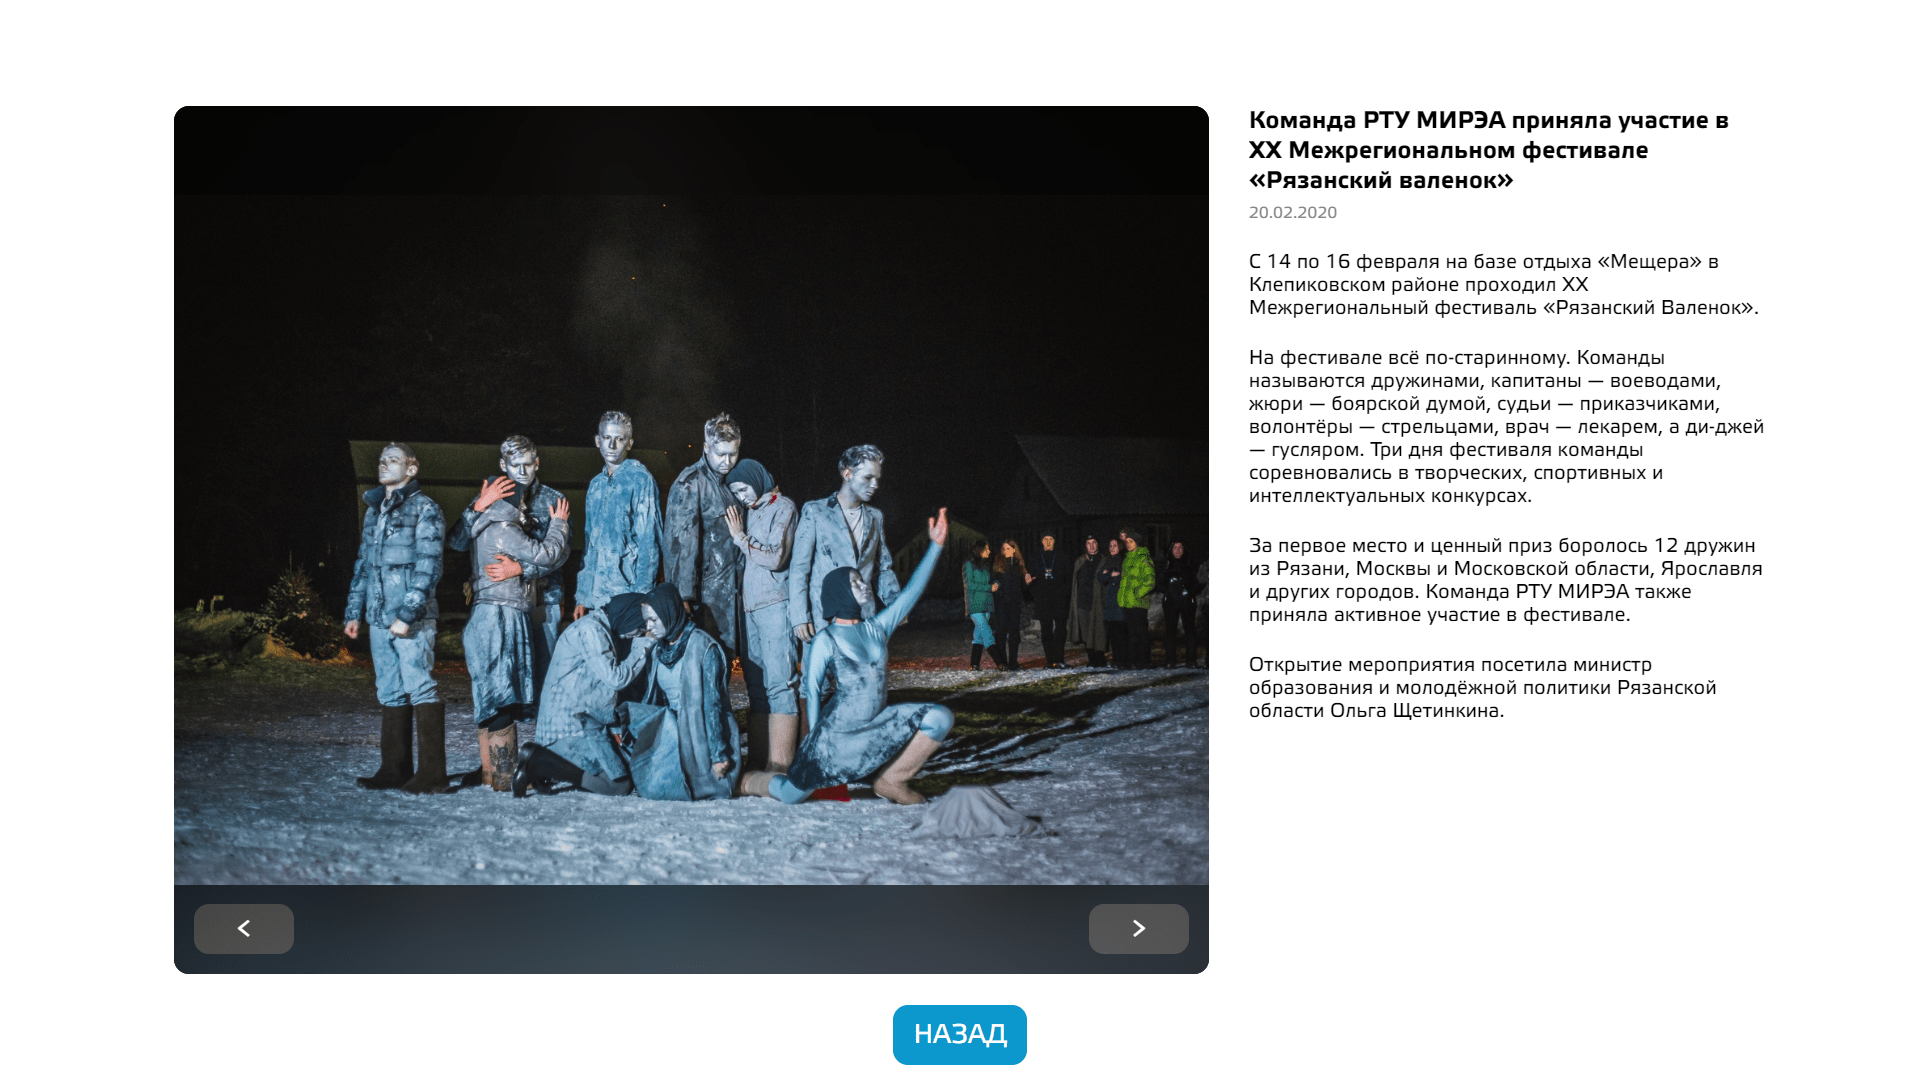 Команда РТУ МИРЭА приняла участие в
XX Межрегиональном фестивале
«Рязанский валенок»
20.02.2020
С 14 по 16 февраля на базе отдыха «Мещера» в
Клепиковском районе проходил XX
Межрегиональный фестиваль «Рязанский Валенок».
На фестивале всё по-старинному. Команды
называются дружинами, капитаны — воеводами,
жюри — боярской думой, судьи — приказчиками,
волонтёры — стрельцами, врач — лекарем, а ди-джей
— гусляром. Три дня фестиваля команды
соревновались в творческих, спортивных и
интеллектуальных конкурсах.
За первое место и ценный приз боролось 12 дружин
из Рязани, Москвы и Московской области, Ярославля
и других городов. Команда РТУ МИРЭА также
приняла активное участие в фестивале.
Открытие мероприятия посетила министр
образования и молодёжной политики Рязанской
области Ольга Щетинкина.
НАЗАД